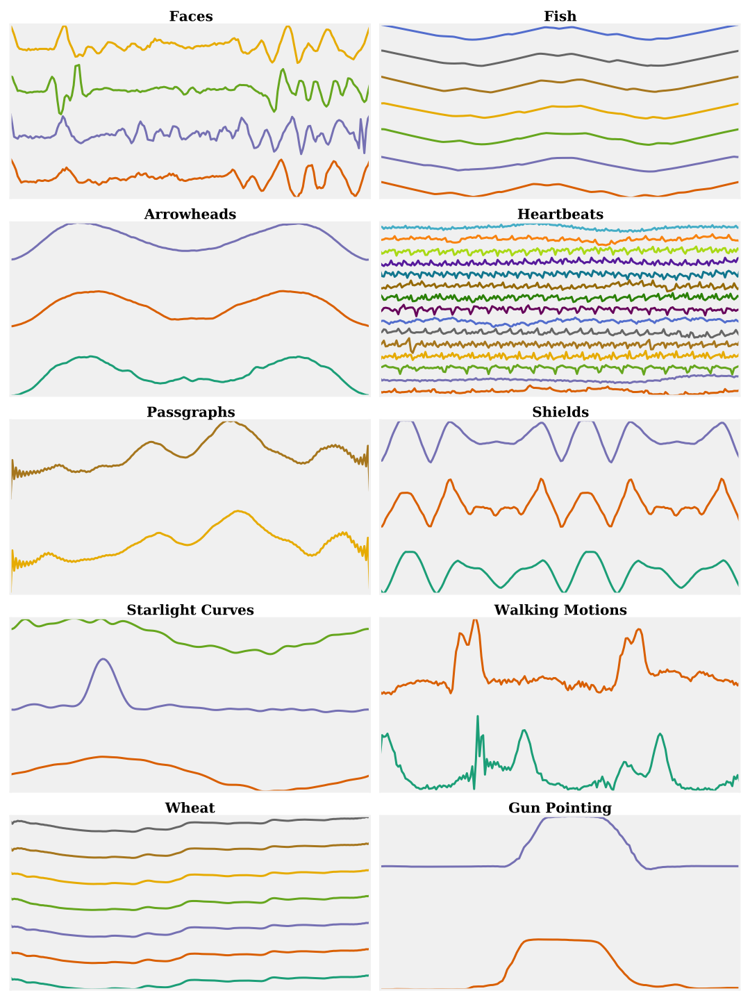 Faces
Fish
Arrowheads
Heartbeats
Passgraphs
Shields
Starlight Curves
Walking Motions
Wheat
Gun Pointing